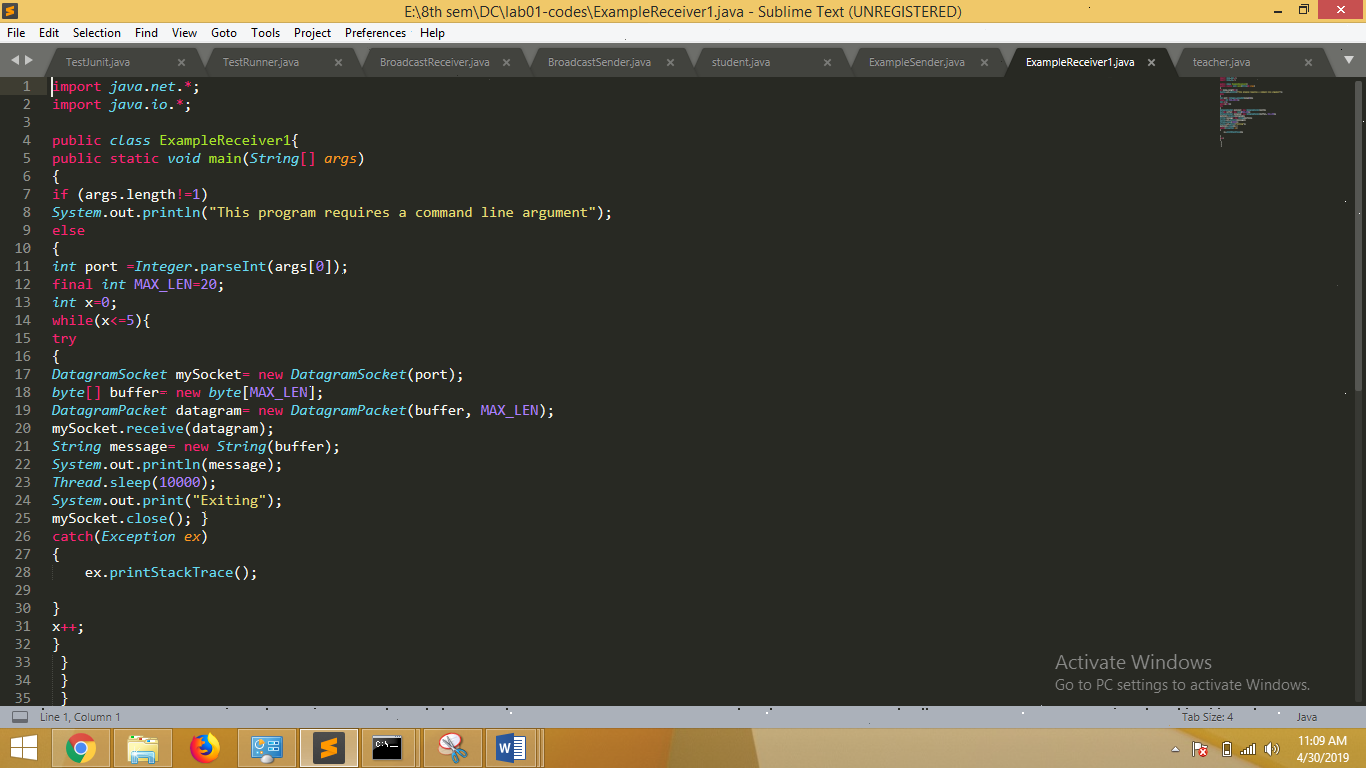 E:\8th sem\DC\lab01-codes\ExampleReceiver1.java - Sublime Text (UNREGISTERED)
File Edit Selection Find View Goto Tools Project Preferences Help
TestJunit.java × TestRunner.java × BroadcastReceiver.java × BroadcastSender.java × student.java × ExampleSender.java × ExampleReceiver1.java × teacher.java ×
1 import java.net.*;
2 import java.io.*;
3
4 public class ExampleReceiver1{
5 public static void main(String[] args)
6 {
7 if (args.length!=1)
8 System.out.println("This program requires a command line argument");
9 else
10 {
11 int port =Integer.parseInt(args[0]);
12 final int MAX_LEN=20;
13 int x=0;
14 while(x<=5){
15 try
16 {
17 DatagramSocket mySocket= new DatagramSocket(port);
18 byte[] buffer= new byte[MAX_LEN];
19 DatagramPacket datagram= new DatagramPacket(buffer, MAX_LEN);
20 mySocket.receive(datagram);
21 String message= new String(buffer);
22 System.out.println(message);
23 Thread.sleep(10000);
24 System.out.print("Exiting");
25 mySocket.close(); }
26 catch(Exception ex)
27 {
28     ex.printStackTrace();
29
30 }
31 x++;
32 }
33  }
34  }
35  }
Activate Windows
Go to PC settings to activate Windows.
Line 1, Column 1 Tab Size: 4 Java
11:09 AM
4/30/2019